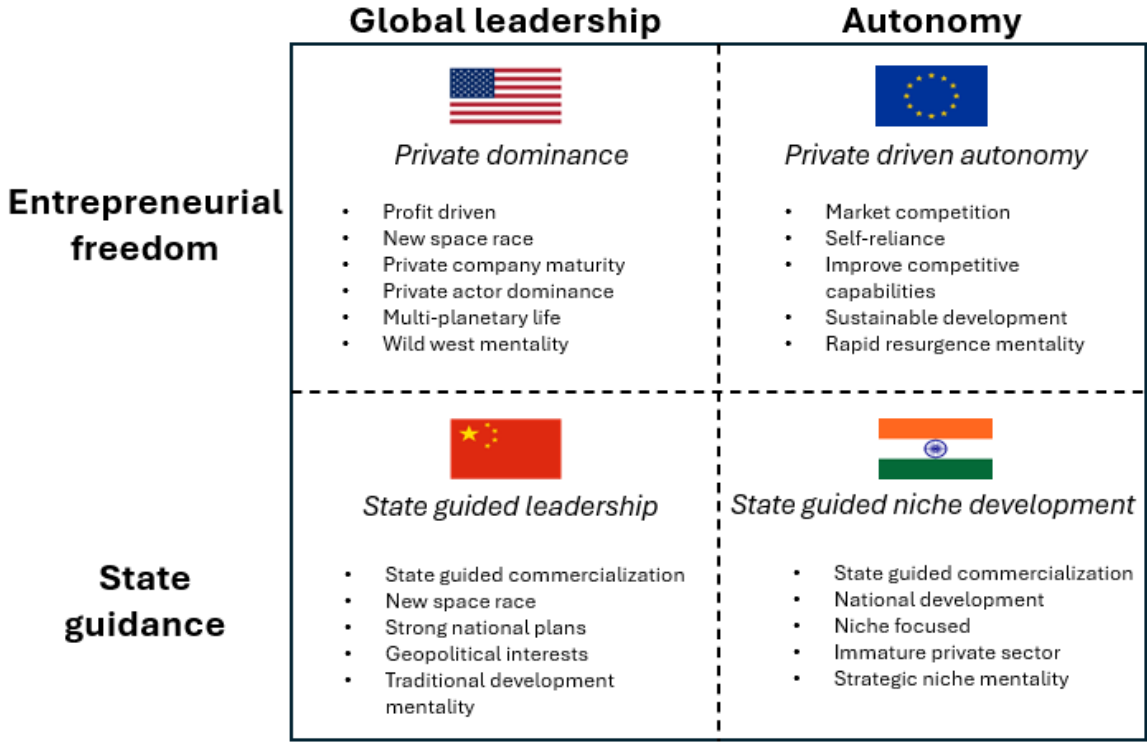 Global leadership
Autonomy
Entrepreneurial
freedom
Private dominance
• Profit driven
• New space race
• Private company maturity
• Private actor dominance
• Multi-planetary life
• Wild west mentality
Private driven autonomy
• Market competition
• Self-reliance
• Improve competitive
capabilities
• Sustainable development
• Rapid resurgence mentality
State
guidance
State guided leadership
• State guided commercialization
• New space race
• Strong national plans
• Geopolitical interests
• Traditional development
mentality
State guided niche development
• State guided commercialization
• National development
• Niche focused
• Immature private sector
• Strategic niche mentality